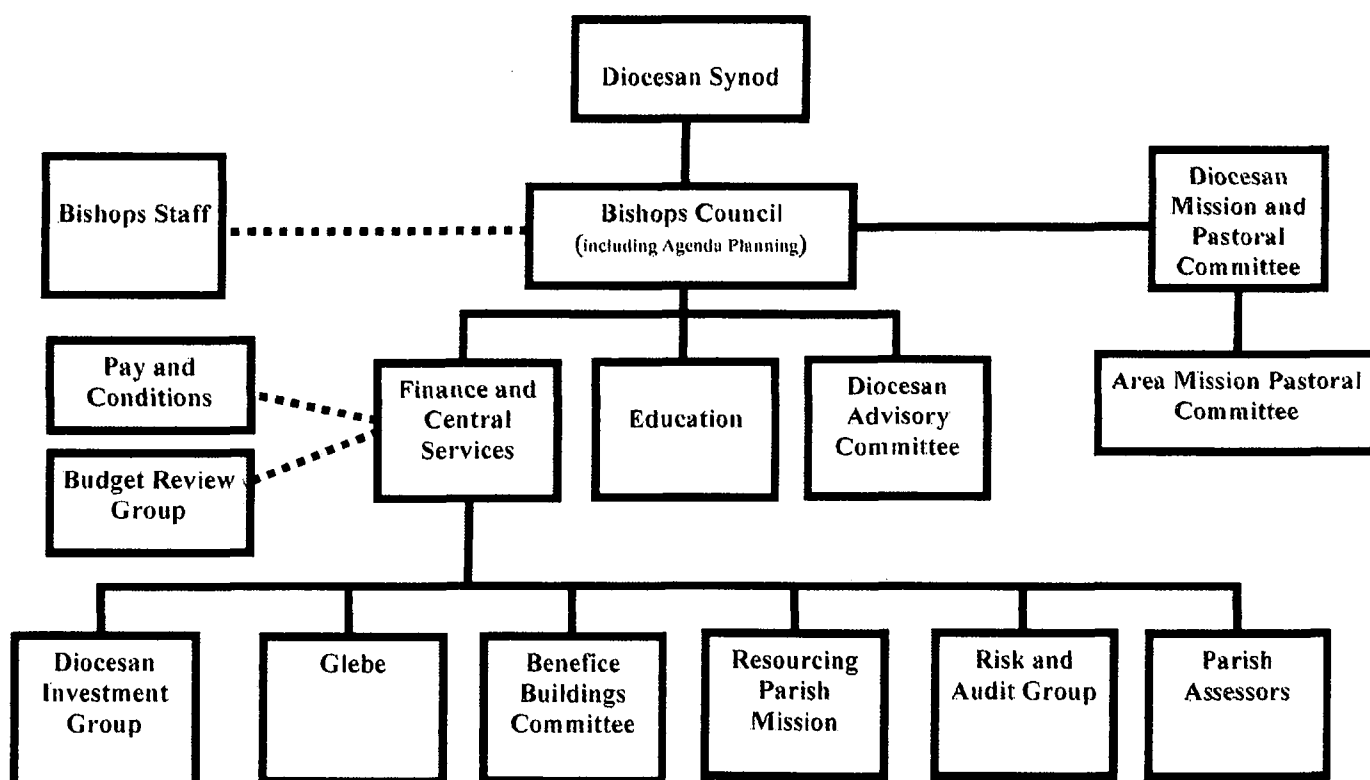 Diocesan Synod
Bishops Staff
Bishops Council
(including Agenda Planning)
Diocesan
Mission and
Pastoral
Committee
Pay and
Conditions
Budget Review
Group
Finance and
Central
Services
Education
Diocesan
Advisory
Committee
Area Mission Pastoral
Committee
Diocesan
Investment
Group
Glebe
Benefice
Buildings
Committee
Resourcing
Parish
Mission
Risk and
Audit Group
Parish
Assessors